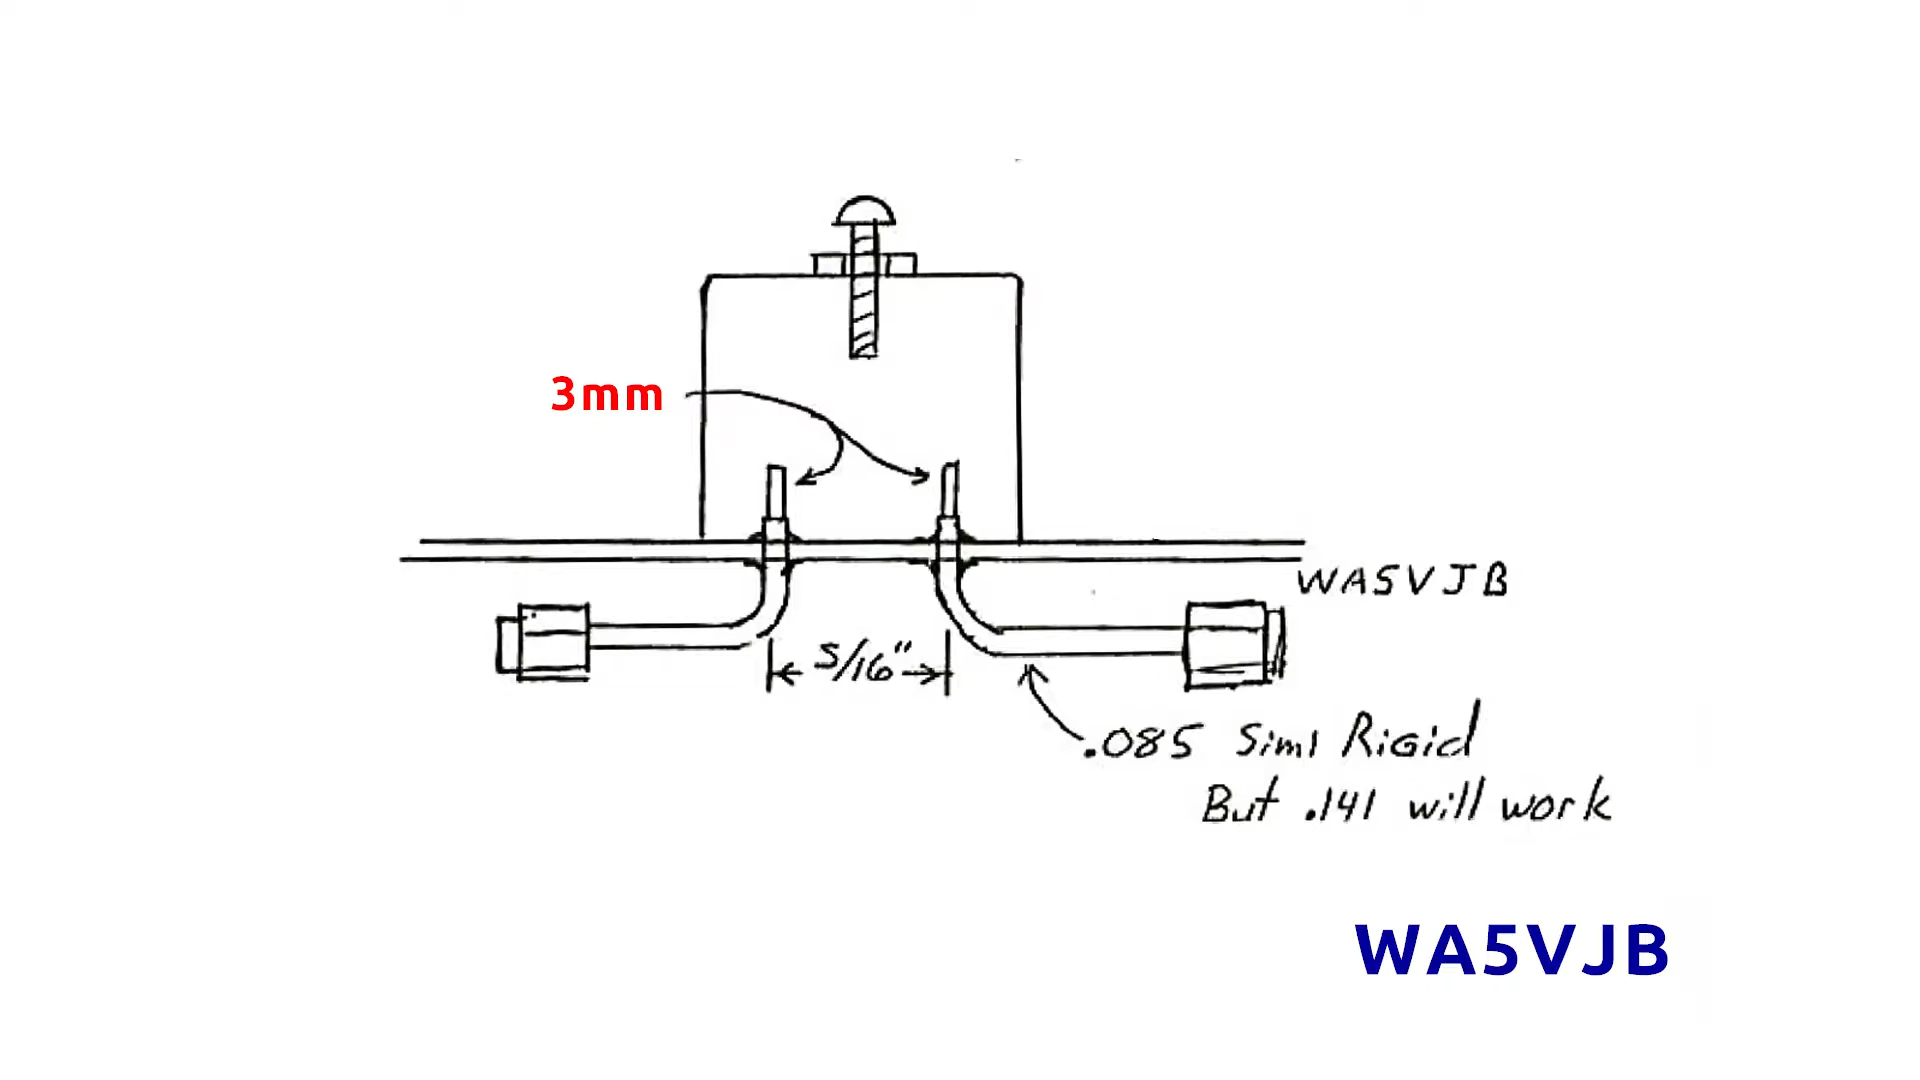 3mm
WA5VJB
5/16"
.085 Simi Rigid
But .141 will work
WA5VJB